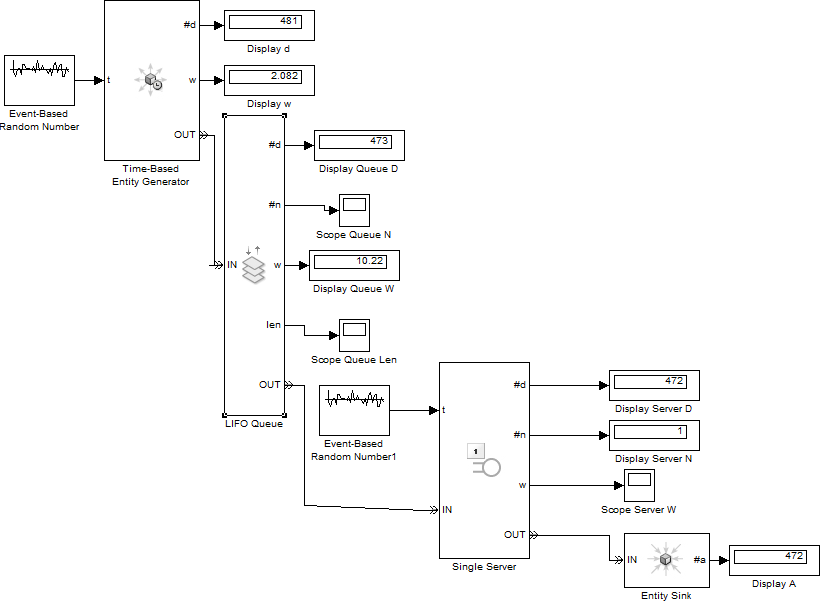 #d
481
Display d
t
w
2.082
Display w
Event-Based
Random Number
OUT
Time-Based
Entity Generator
#d
473
Display Queue D
#n
Scope Queue N
IN
w
10.22
Display Queue W
len
Scope Queue Len
OUT
LIFO Queue
Event-Based
Random Number1
t
#d
472
Display Server D
#n
1
Display Server N
1
w
Scope Server W
IN
OUT
Single Server
IN
#a
472
Display A
Entity Sink